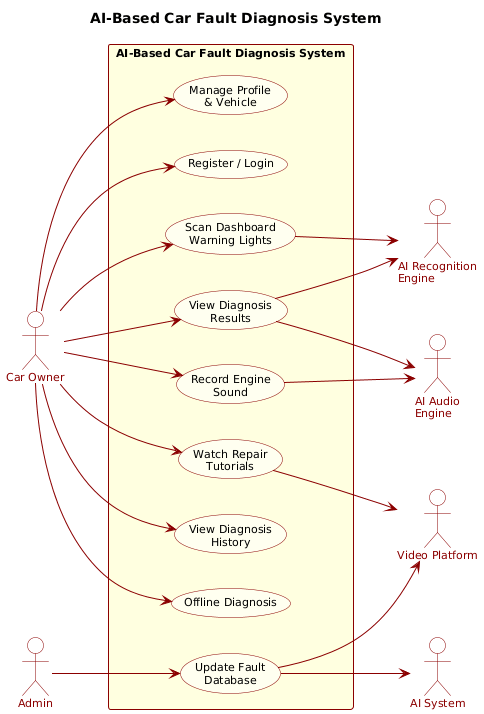 AI-Based Car Fault Diagnosis System
AI-Based Car Fault Diagnosis System
Manage Profile
& Vehicle
Register / Login
Scan Dashboard
Warning Lights
AI Recognition
Engine
View Diagnosis
Results
Car Owner
Record Engine
Sound
AI Audio
Engine
Watch Repair
Tutorials
View Diagnosis
History
Video Platform
Offline Diagnosis
Update Fault
Database
Admin
AI System